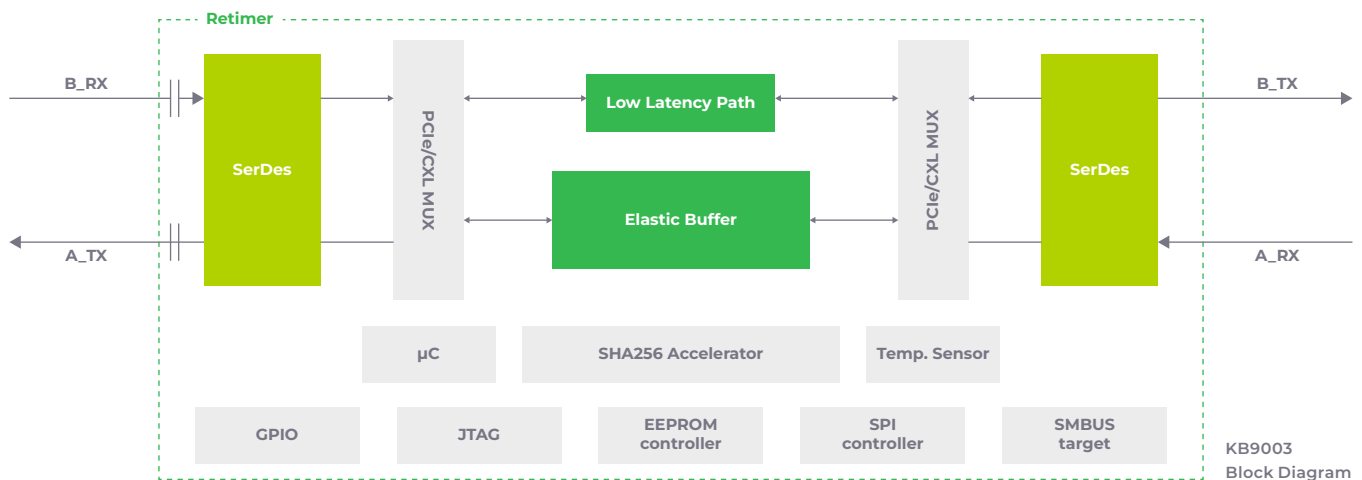 Retimer
B_RX
B_TX
SerDes
PCIe/CXL MUX
Low Latency Path
Elastic Buffer
PCIe/CXL MUX
SerDes
A_TX
A_RX
µC
SHA256 Accelerator
Temp. Sensor
GPIO
JTAG
EEPROM
controller
SPI
controller
SMBUS
target
KB9003
Block Diagram